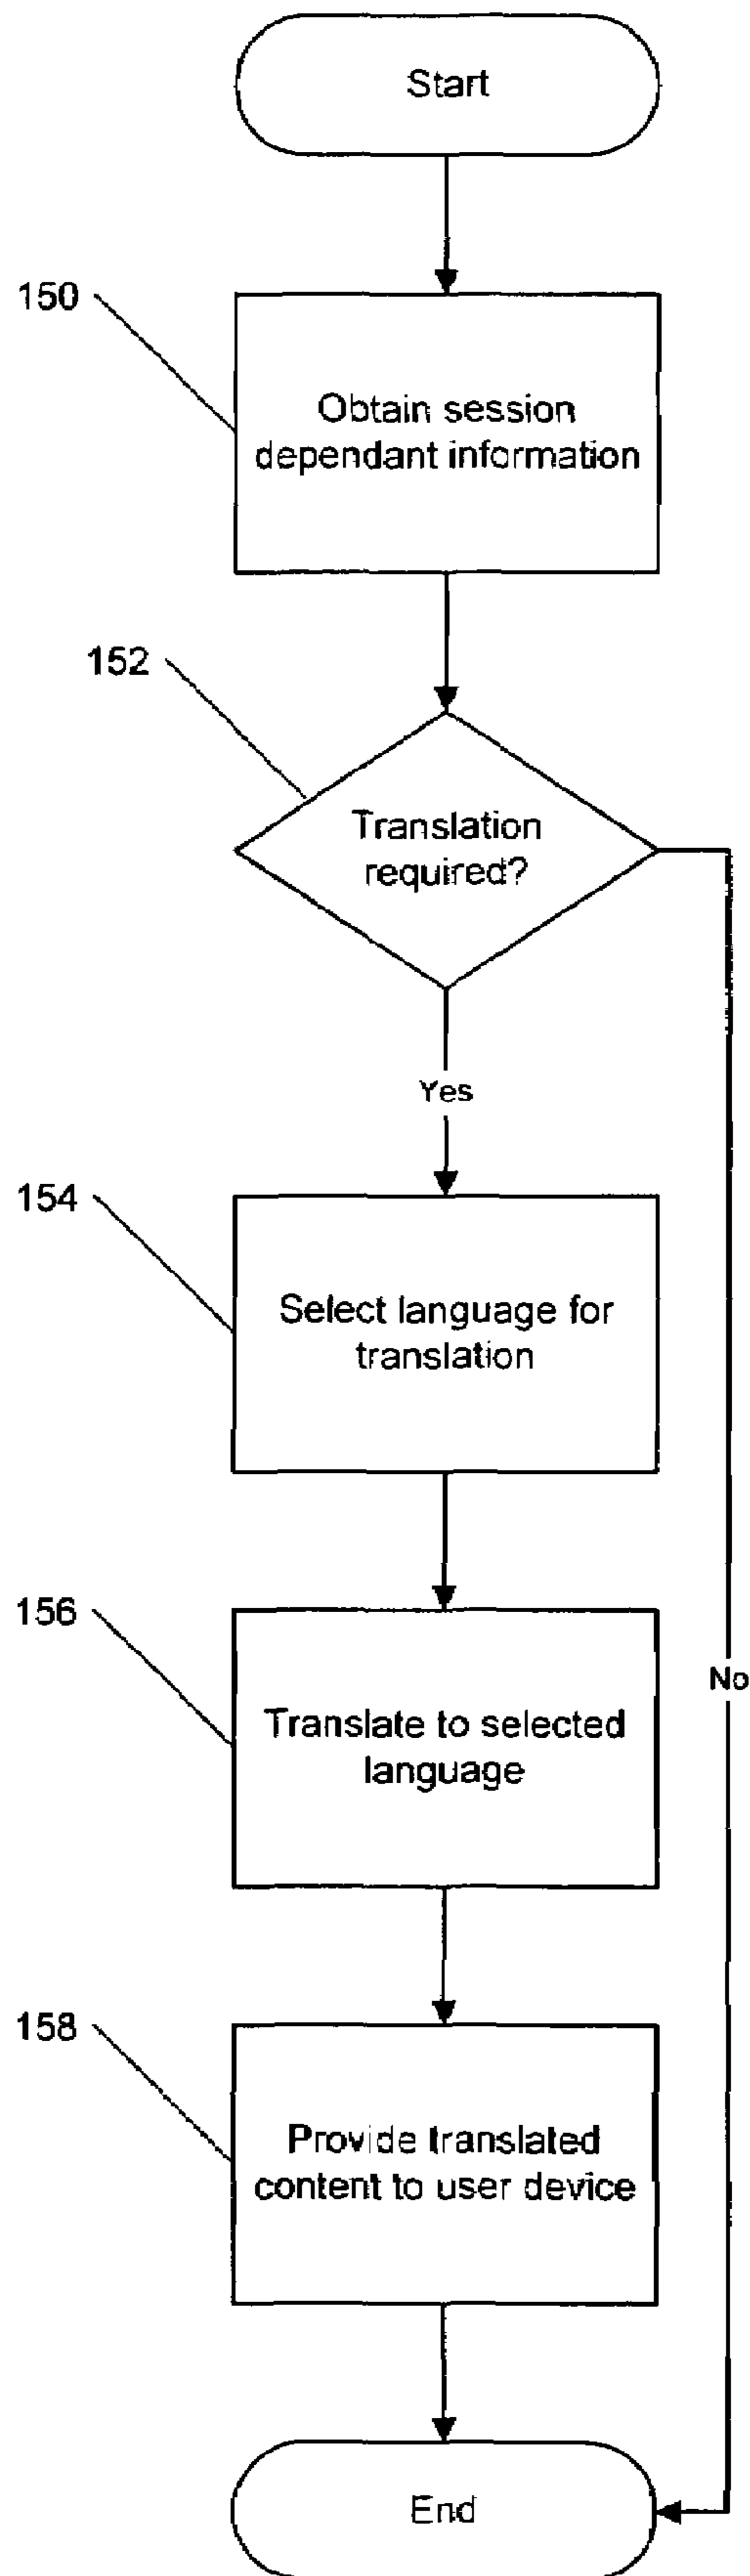 Start
150
Obtain session
dependant information
152
Translation
required?
Yes
154
Select language for
translation
156
Translate to selected
language
No
158
Provide translated
content to user device
End